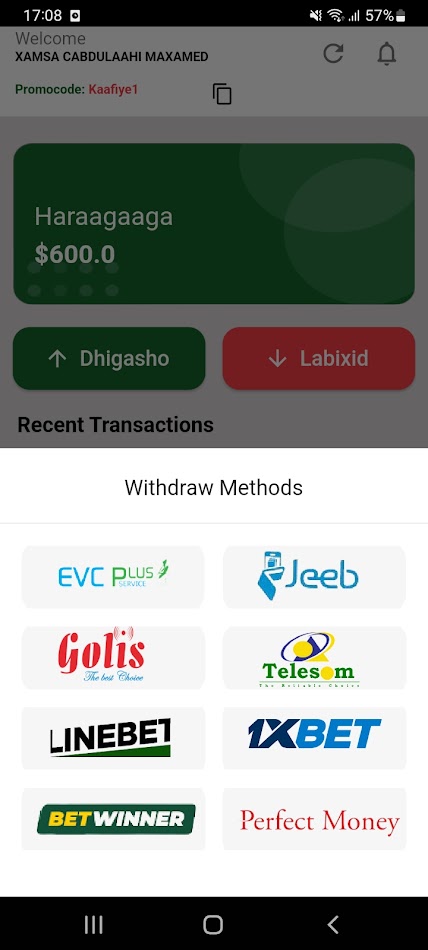 17:08
57%
Welcome
XAMSA CABDULAAHI MAXAMED
Promocode: Kaafiye1
Haraagaaga
$600.0
Dhigasho
Labixid
Recent Transactions
Withdraw Methods
EVC PLUS
SERVICE
Jeeb
Golis
The best Choice
Telesom
The Reliable Choice
LINEBET
1XBET
BETWINNER
Perfect Money